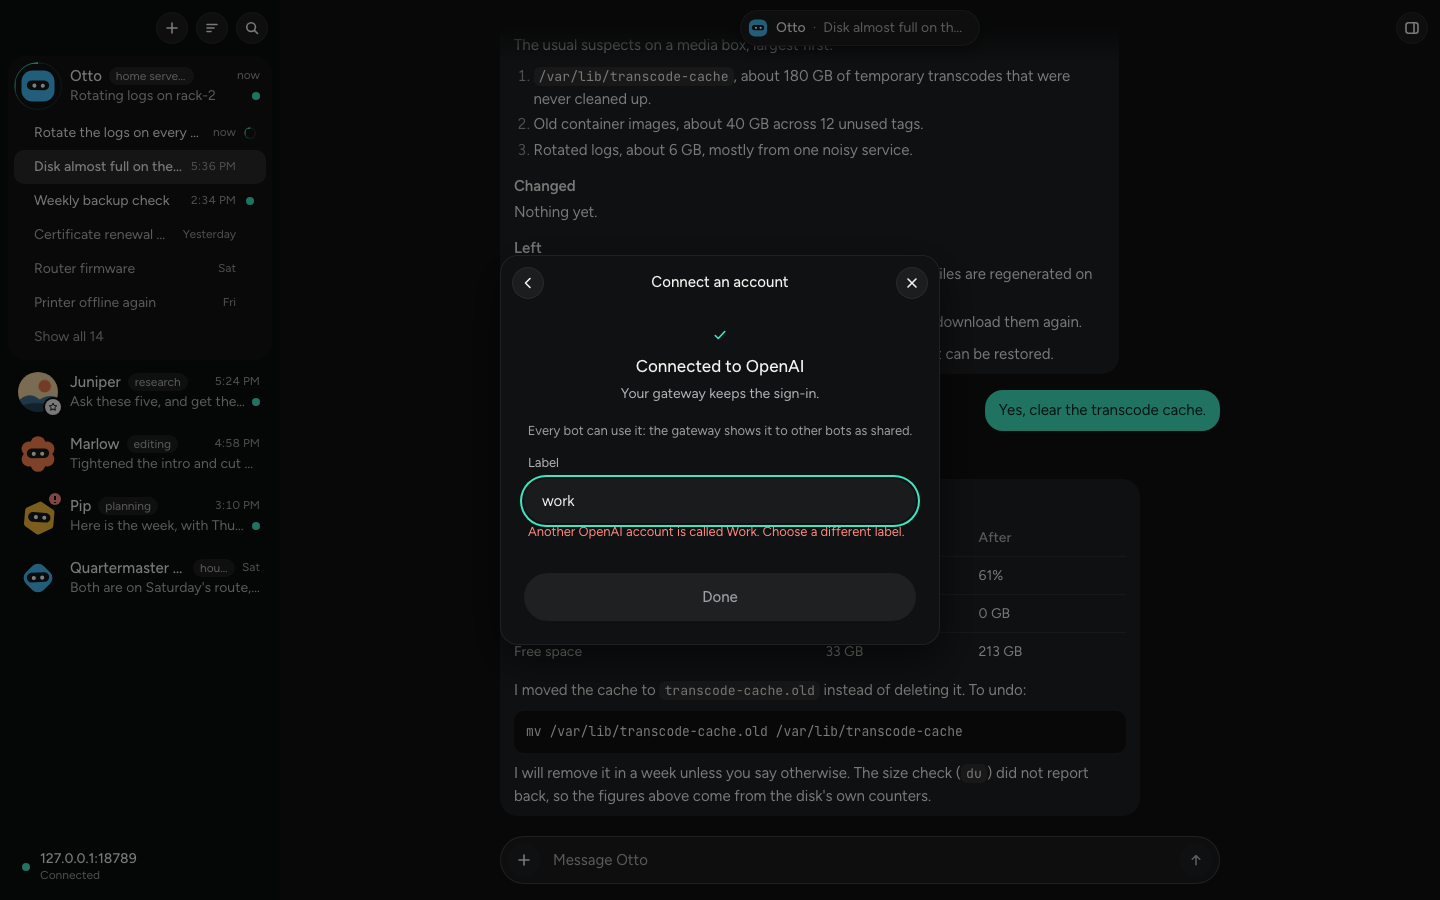 Otto home serve... now
Rotating logs on rack-2
Rotate the logs on every ... now
Disk almost full on the... 5:36 PM
Weekly backup check 2:34 PM
Certificate renewal ... Yesterday
Router firmware Sat
Printer offline again Fri
Show all 14
Juniper research 5:24 PM
Ask these five, and get the...
Marlow editing 4:58 PM
Tightened the intro and cut ...
Pip planning 3:10 PM
Here is the week, with Thu...
Quartermaster ... hou... Sat
Both are on Saturday's route,...
127.0.0.1:18789
Connected
Otto · Disk almost full on th...
The usual suspects on a media box, largest first:
1. /var/lib/transcode-cache, about 180 GB of temporary transcodes that were
never cleaned up.
2. Old container images, about 40 GB across 12 unused tags.
3. Rotated logs, about 6 GB, mostly from one noisy service.
Changed
Nothing yet.
Left
iles are regenerated on
download them again.
can be restored.
Yes, clear the transcode cache.
Connect an account
Connected to OpenAI
Your gateway keeps the sign-in.
Every bot can use it: the gateway shows it to other bots as shared.
Label
work
Another OpenAI account is called Work. Choose a different label.
Done
After
61%
0 GB
Free space 33 GB 213 GB
I moved the cache to transcode-cache.old instead of deleting it. To undo:
mv /var/lib/transcode-cache.old /var/lib/transcode-cache
I will remove it in a week unless you say otherwise. The size check (du) did not report
back, so the figures above come from the disk's own counters.
Message Otto